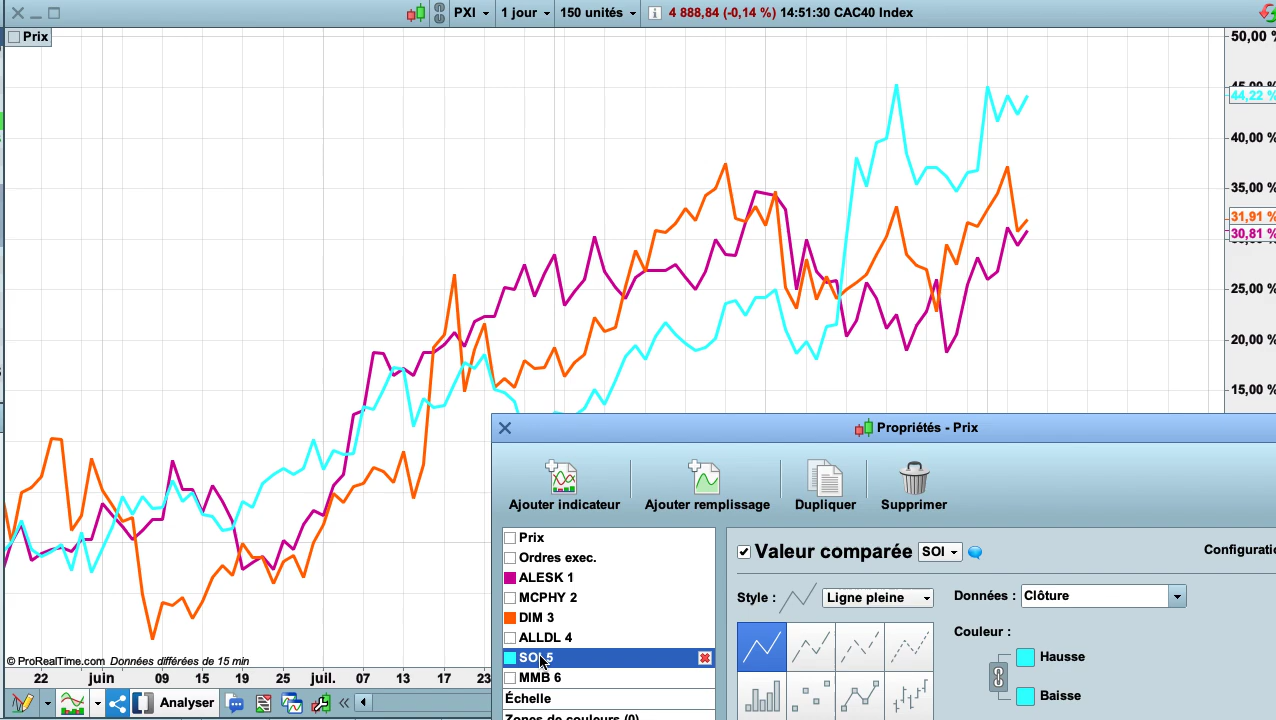 PXI 1 jour 150 unités 4 888,84 (-0,14 %) 14:51:30 CAC40 Index
Prix
50,00 %
44,22 %
40,00 %
35,00 %
31,91 %
30,81 %
25,00 %
20,00 %
15,00 %
Propriétés - Prix
Ajouter indicateur Ajouter remplissage Dupliquer Supprimer
Prix
Ordres exec.
ALESK 1
MCPHY 2
DIM 3
ALLDL 4
SOI 5
MMB 6
Échelle
Zones de couleurs (0)
Valeur comparée SOI
Style : Ligne pleine
Données : Clôture
Couleur :
Hausse
Baisse
© ProRealTime.com Données différées de 15 min
22 juin 09 15 19 25 juil. 07 13 17 23
Analyser